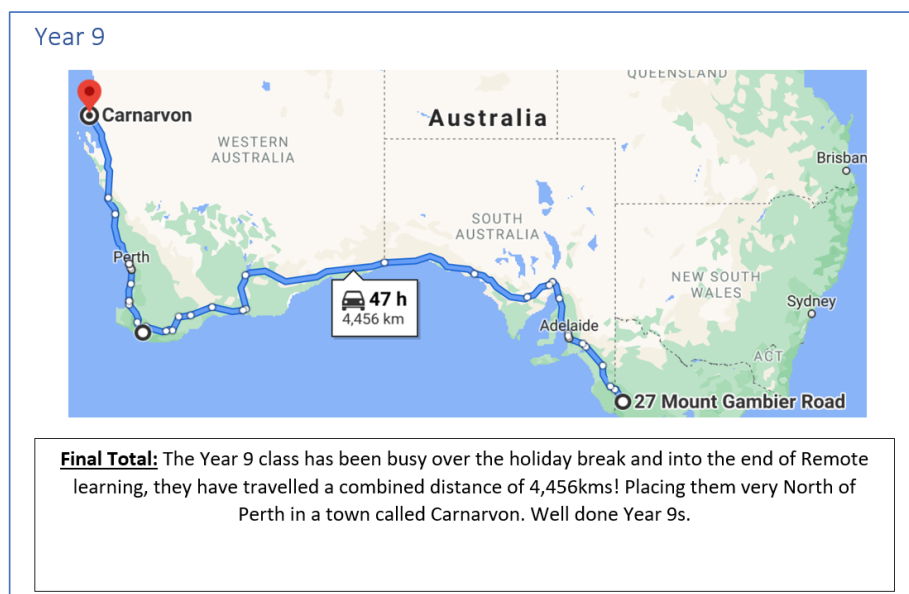 Year 9
QUEENSLAND
Carnarvon
Australia
WESTERN
AUSTRALIA
Brisban
SOUTH
AUSTRALIA
Perth
NEW SOUTH
WALES
47 h
4,456 km
Sydney
Adelaide
ACT
27 Mount Gambier Road
Final Total: The Year 9 class has been busy over the holiday break and into the end of Remote
learning, they have travelled a combined distance of 4,456kms! Placing them very North of
Perth in a town called Carnarvon. Well done Year 9s.